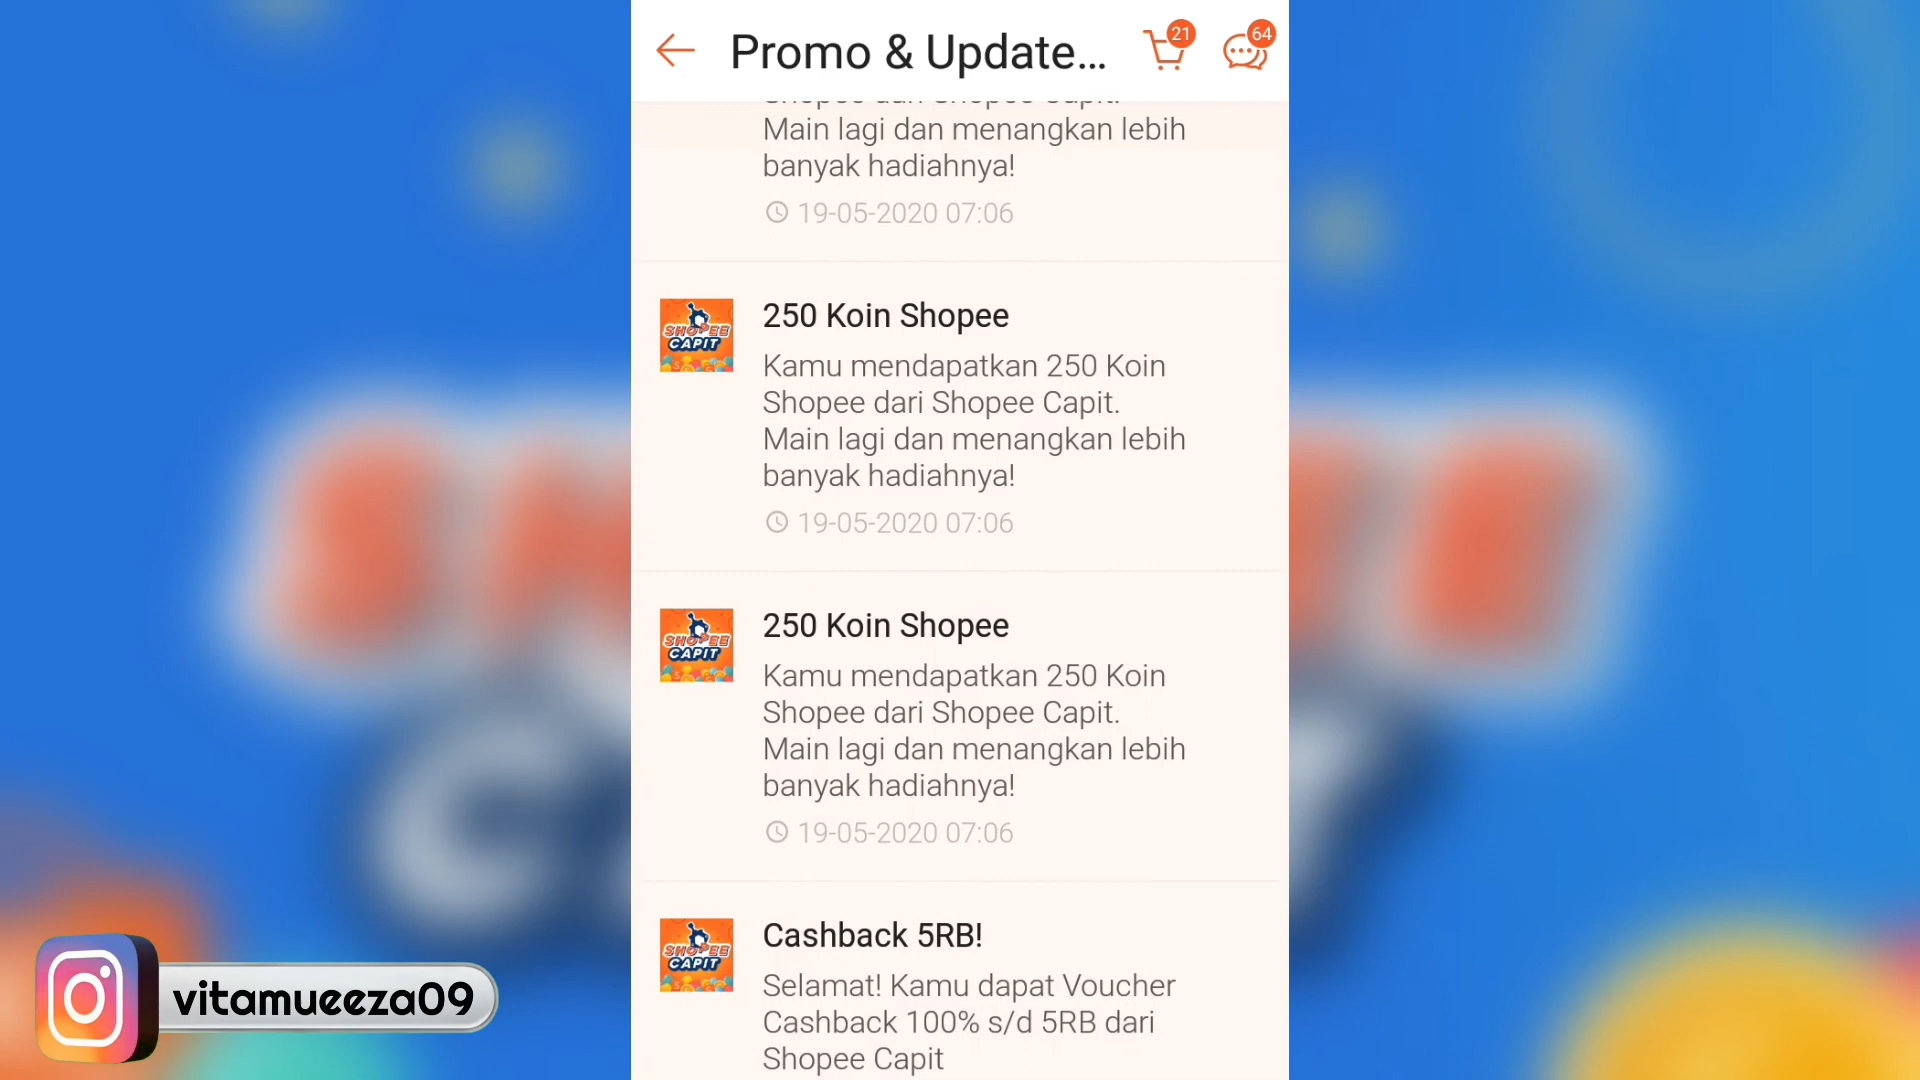 Promo & Update...
21
64
Shopee dari Shopee Capit.
Main lagi dan menangkan lebih
banyak hadiahnya!
19-05-2020 07:06
SHOPEE
CAPIT
250 Koin Shopee
Kamu mendapatkan 250 Koin
Shopee dari Shopee Capit.
Main lagi dan menangkan lebih
banyak hadiahnya!
19-05-2020 07:06
SHOPEE
CAPIT
250 Koin Shopee
Kamu mendapatkan 250 Koin
Shopee dari Shopee Capit.
Main lagi dan menangkan lebih
banyak hadiahnya!
19-05-2020 07:06
SHOPEE
CAPIT
Cashback 5RB!
Selamat! Kamu dapat Voucher
Cashback 100% s/d 5RB dari
Shopee Capit
vitamueeza09